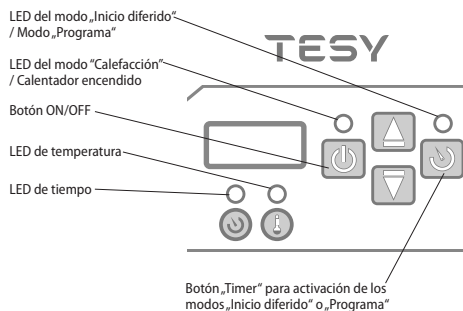 LED del modo „Inicio diferido“
/ Modo „Programa“
TESY
LED del modo “Calefacción”
/ Calentador encendido
Botón ON/OFF
LED de temperatura
LED de tiempo
Botón „Timer“ para activación de los
modos „Inicio diferido“ o „Programa“